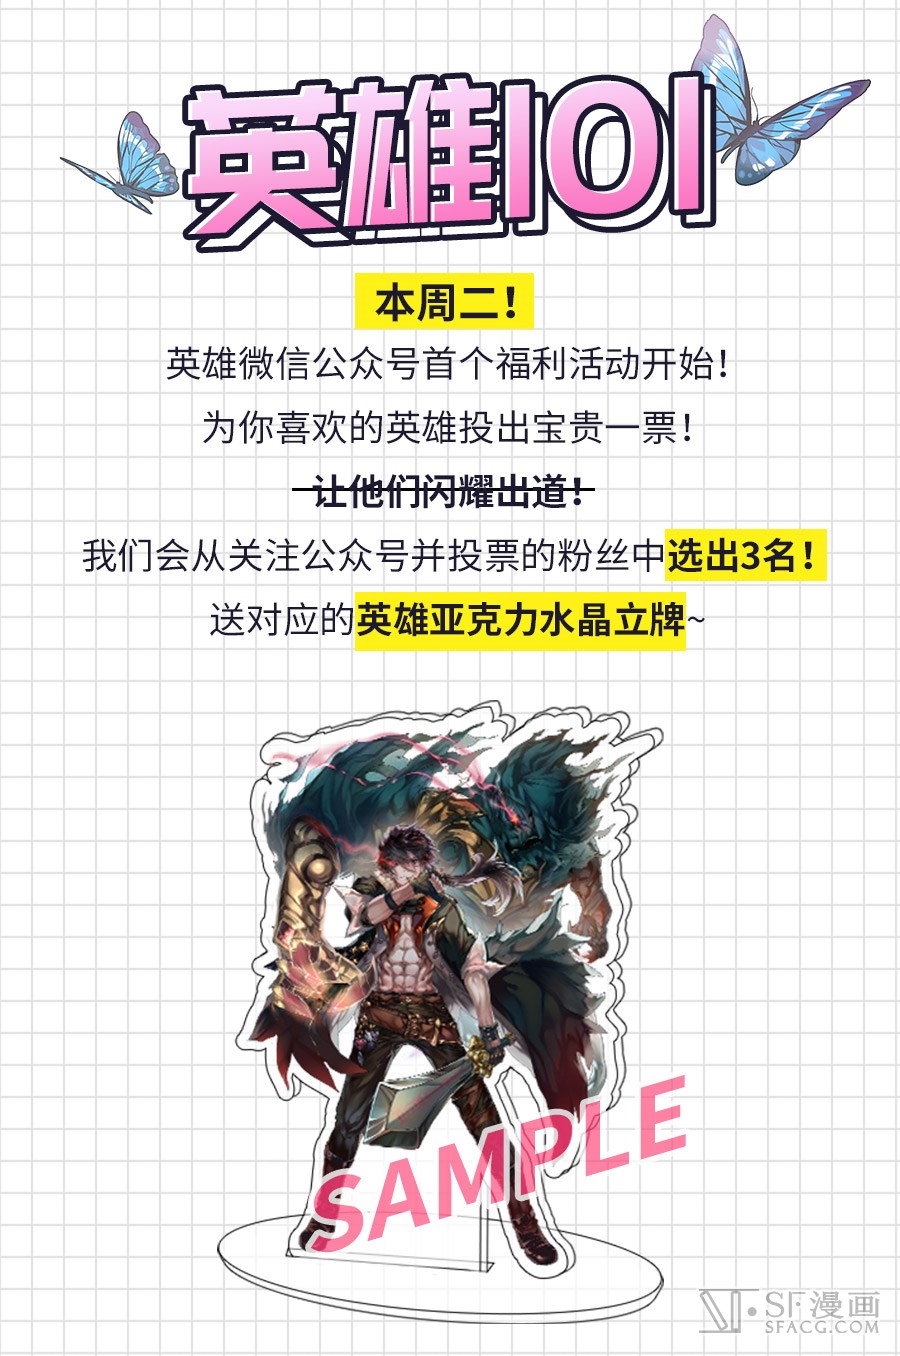 英雄101
本周二！
英雄微信公众号首个福利活动开始！
为你喜欢的英雄投出宝贵一票！
让他们闪耀出道！
我们会从关注公众号并投票的粉丝中选出3名！
送对应的英雄亚克力水晶立牌~
SAMPLE
SF漫画
SFACG.COM